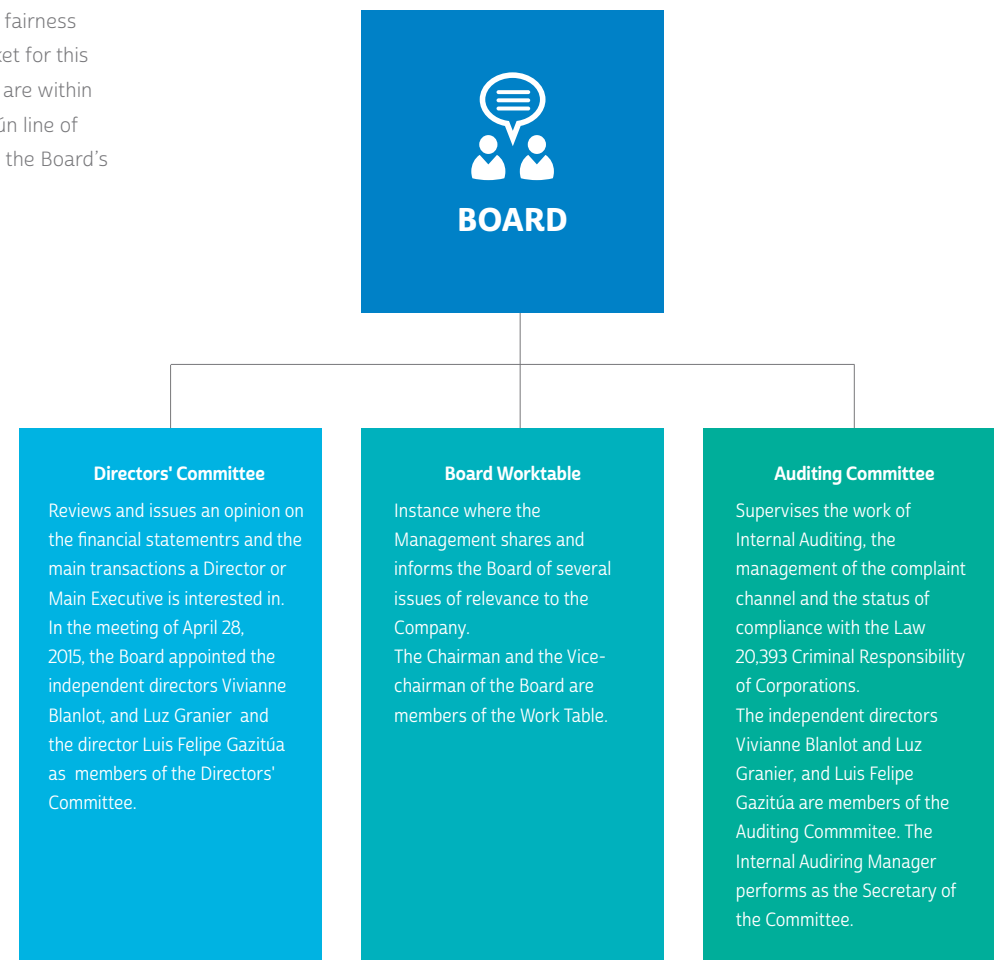 fairness
et for this
are within
ún line of
the Board's
BOARD
Directors' Committee
Reviews and issues an opinion on
the financial statementrs and the
main transactions a Director or
Main Executive is interested in.
In the meeting of April 28,
2015, the Board appointed the
independent directors Vivianne
Blanlot, and Luz Granier and
the director Luis Felipe Gazitúa
as members of the Directors'
Committee.
Board Worktable
Instance where the
Management shares and
informs the Board of several
issues of relevance to the
Company.
The Chairman and the Vice-
chairman of the Board are
members of the Work Table.
Auditing Committee
Supervises the work of
Internal Auditing, the
management of the complaint
channel and the status of
compliance with the Law
20,393 Criminal Responsibility
of Corporations.
The independent directors
Vivianne Blanlot and Luz
Granier, and Luis Felipe
Gazitúa are members of the
Auditing Commmitee. The
Internal Audiring Manager
performs as the Secretary of
the Committee.